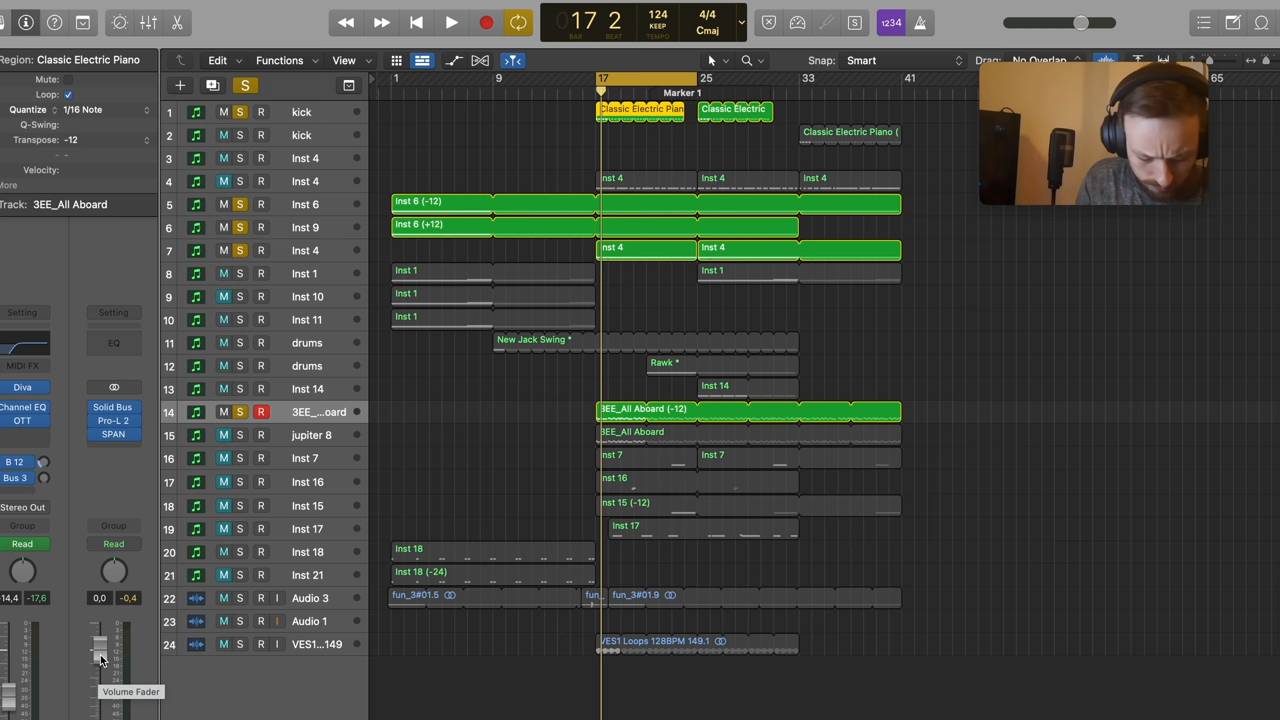 17 2
BAR BEAT
124
KEEP
TEMPO
4/4
Cmaj
1234
Region: Classic Electric Piano
Mute:
Loop:
Quantize 1/16 Note
Q-Swing:
Transpose: -12
Velocity:
More
Track: 3EE_All Aboard
Edit Functions View
Snap: Smart
Drag: No Overlap
S
1 9 17 25 33 41 65
Marker 1
1 M S R kick
Classic Electric Pian
Classic Electric
2 M S R kick
Classic Electric Piano (
3 M S R Inst 4
4 M S R Inst 4
nst 4 Inst 4 Inst 4
5 M S R Inst 6
Inst 6 (-12)
6 M S R Inst 9
Inst 6 (+12)
7 M S R Inst 4
nst 4 Inst 4
8 M S R Inst 1
Inst 1 Inst 1
9 M S R Inst 10
Inst 1
10 M S R Inst 11
Inst 1
11 M S R drums
New Jack Swing *
12 M S R drums
Rawk *
13 M S R Inst 14
Inst 14
14 M S R 3EE_...oard
3EE_All Aboard (-12)
15 M S R jupiter 8
3EE_All Aboard
16 M S R Inst 7
nst 7 Inst 7
17 M S R Inst 16
nst 16
18 M S R Inst 15
nst 15 (-12)
19 M S R Inst 17
Inst 17
20 M S R Inst 18
Inst 18
21 M S R Inst 21
Inst 18 (-24)
22 M S R I Audio 3
fun_3#01.5 fun_ fun_3#01.9
23 M S R I Audio 1
24 M S R I VES1...149
VES1 Loops 128BPM 149.1
Setting Setting
EQ
MIDI FX
Diva
Channel EQ Solid Bus
OTT Pro-L 2
SPAN
B 12
Bus 3
Stereo Out
Group Group
Read Read
-14,4 -17,6 0,0 -0,4
Volume Fader